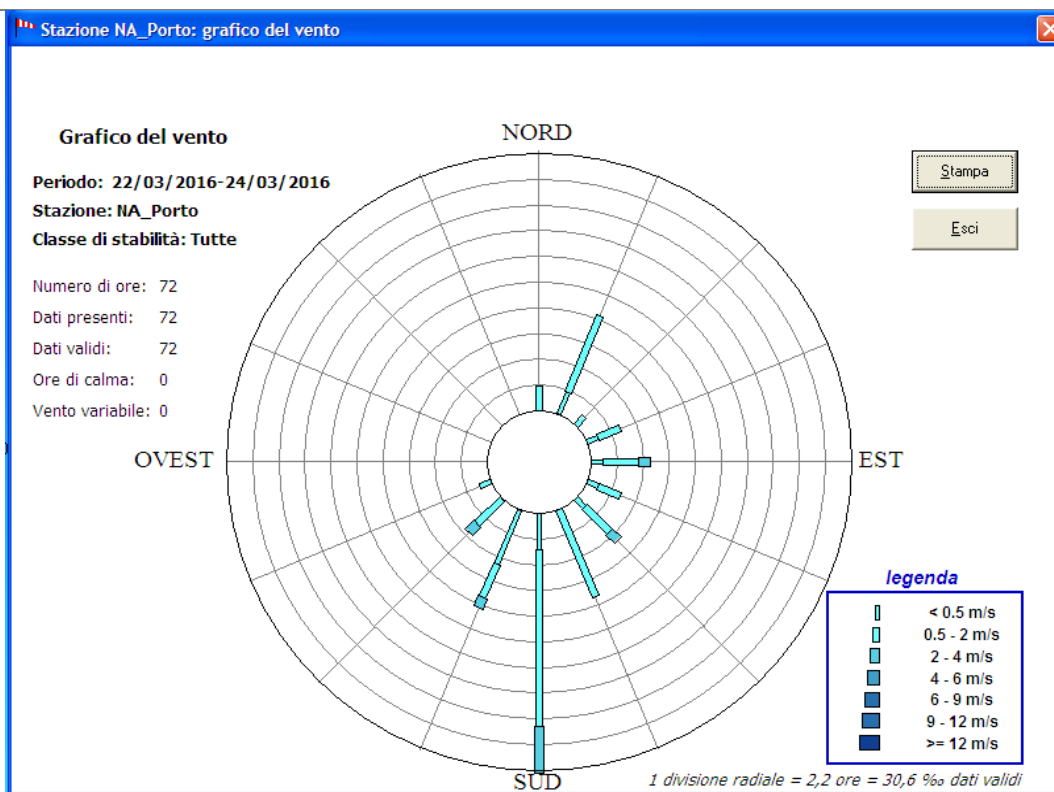 Stazione NA_Porto: grafico del vento
Grafico del vento
Periodo: 22/03/2016-24/03/2016
Stazione: NA_Porto
Classe di stabilità: Tutte
Numero di ore: 72
Dati presenti: 72
Dati validi: 72
Ore di calma: 0
Vento variabile: 0
NORD
Stampa
Esci
OVEST
EST
SUD
legenda
< 0.5 m/s
0.5 - 2 m/s
2 - 4 m/s
4 - 6 m/s
6 - 9 m/s
9 - 12 m/s
>= 12 m/s
1 divisione radiale = 2,2 ore = 30,6 ‰ dati validi